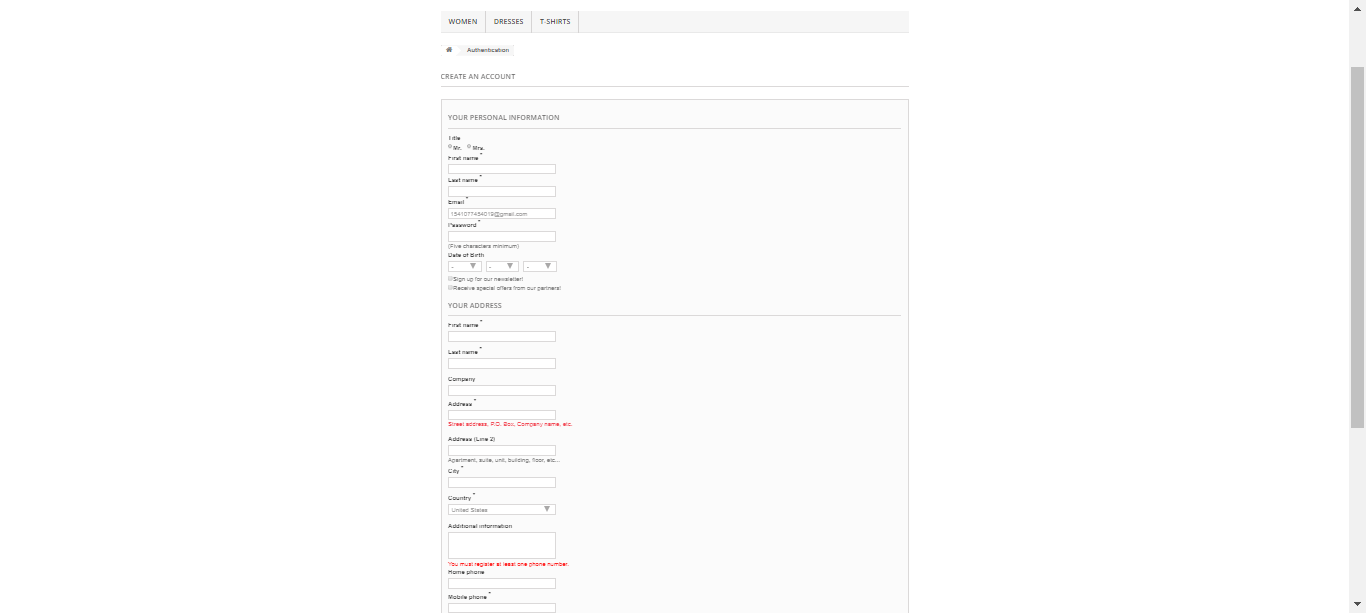 WOMEN DRESSES T-SHIRTS
Authentication
CREATE AN ACCOUNT
YOUR PERSONAL INFORMATION
Title
Mr. Mrs.
First name *
Last name *
Email *
1541077454019@gmail.com
Password *
(Five characters minimum)
Date of Birth
- - -
Sign up for our newsletter!
Receive special offers from our partners!
YOUR ADDRESS
First name *
Last name *
Company
Address *
Street address, P.O. Box, Company name, etc.
Address (Line 2)
Apartment, suite, unit, building, floor, etc...
City *
Country *
United States
Additional information
You must register at least one phone number.
Home phone
Mobile phone *